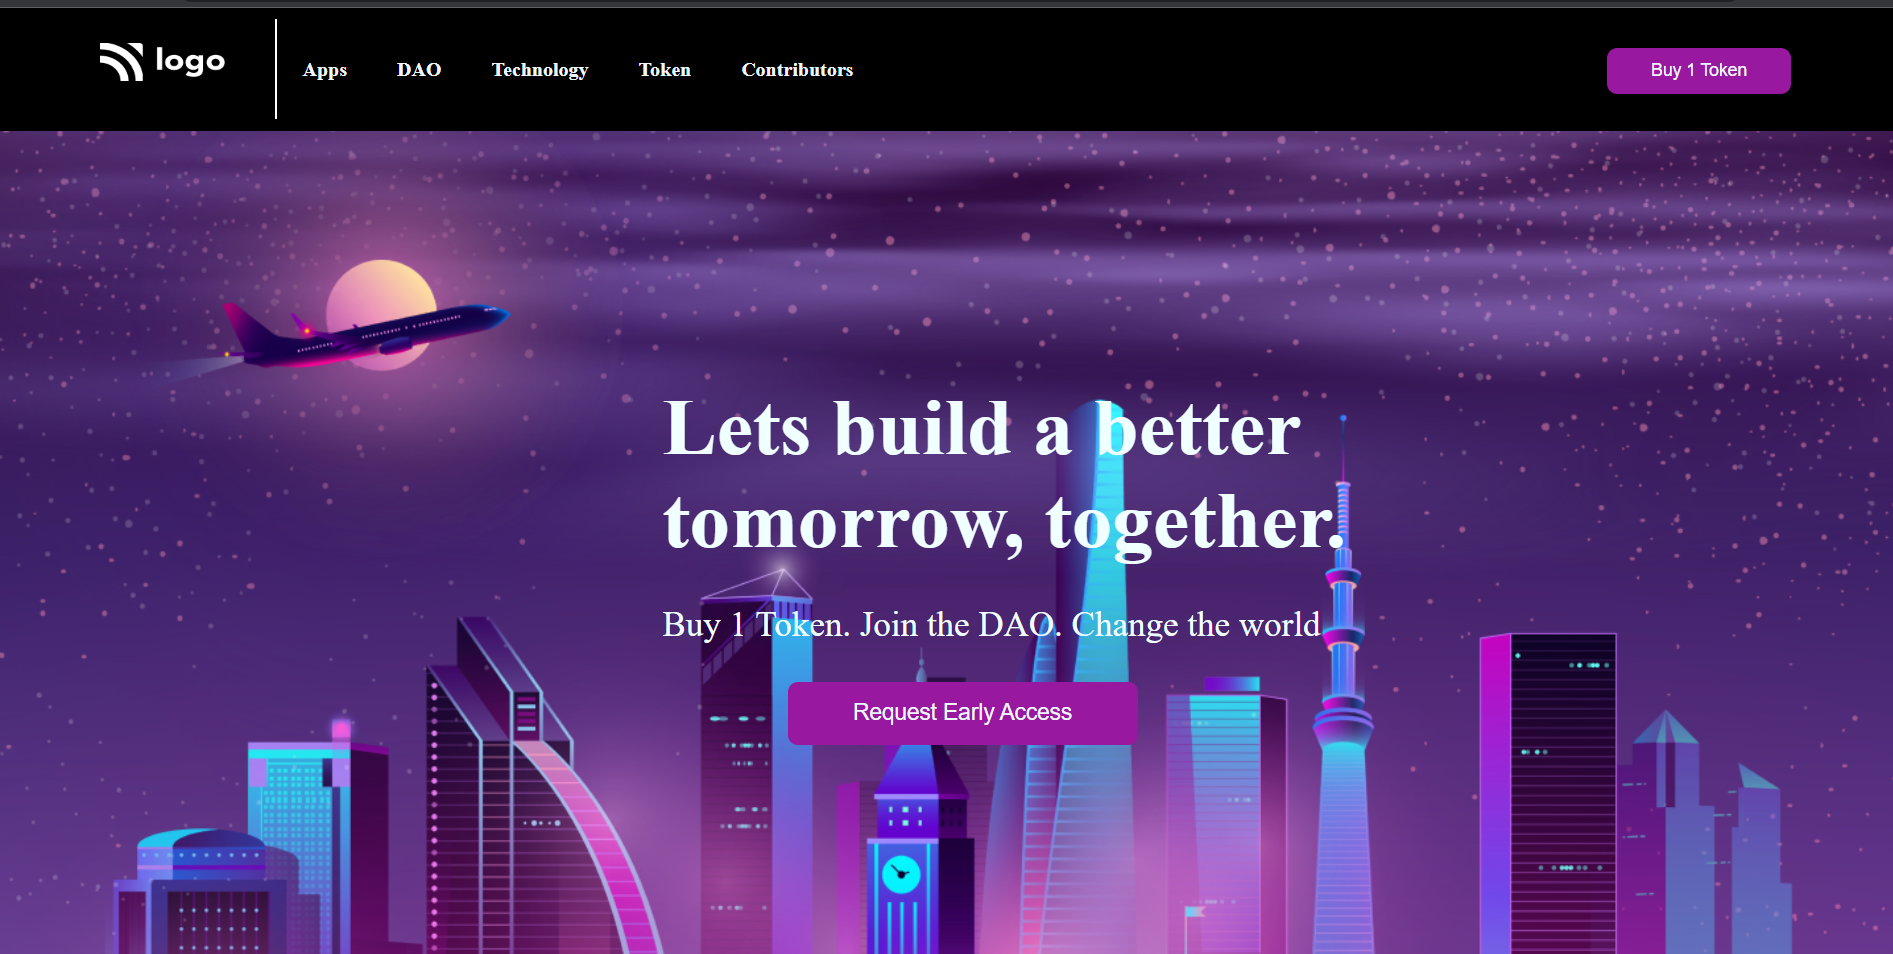 logo
Apps DAO Technology Token Contributors
Buy 1 Token
Lets build a better
tomorrow, together.
Buy 1 Token. Join the DAO. Change the world
Request Early Access